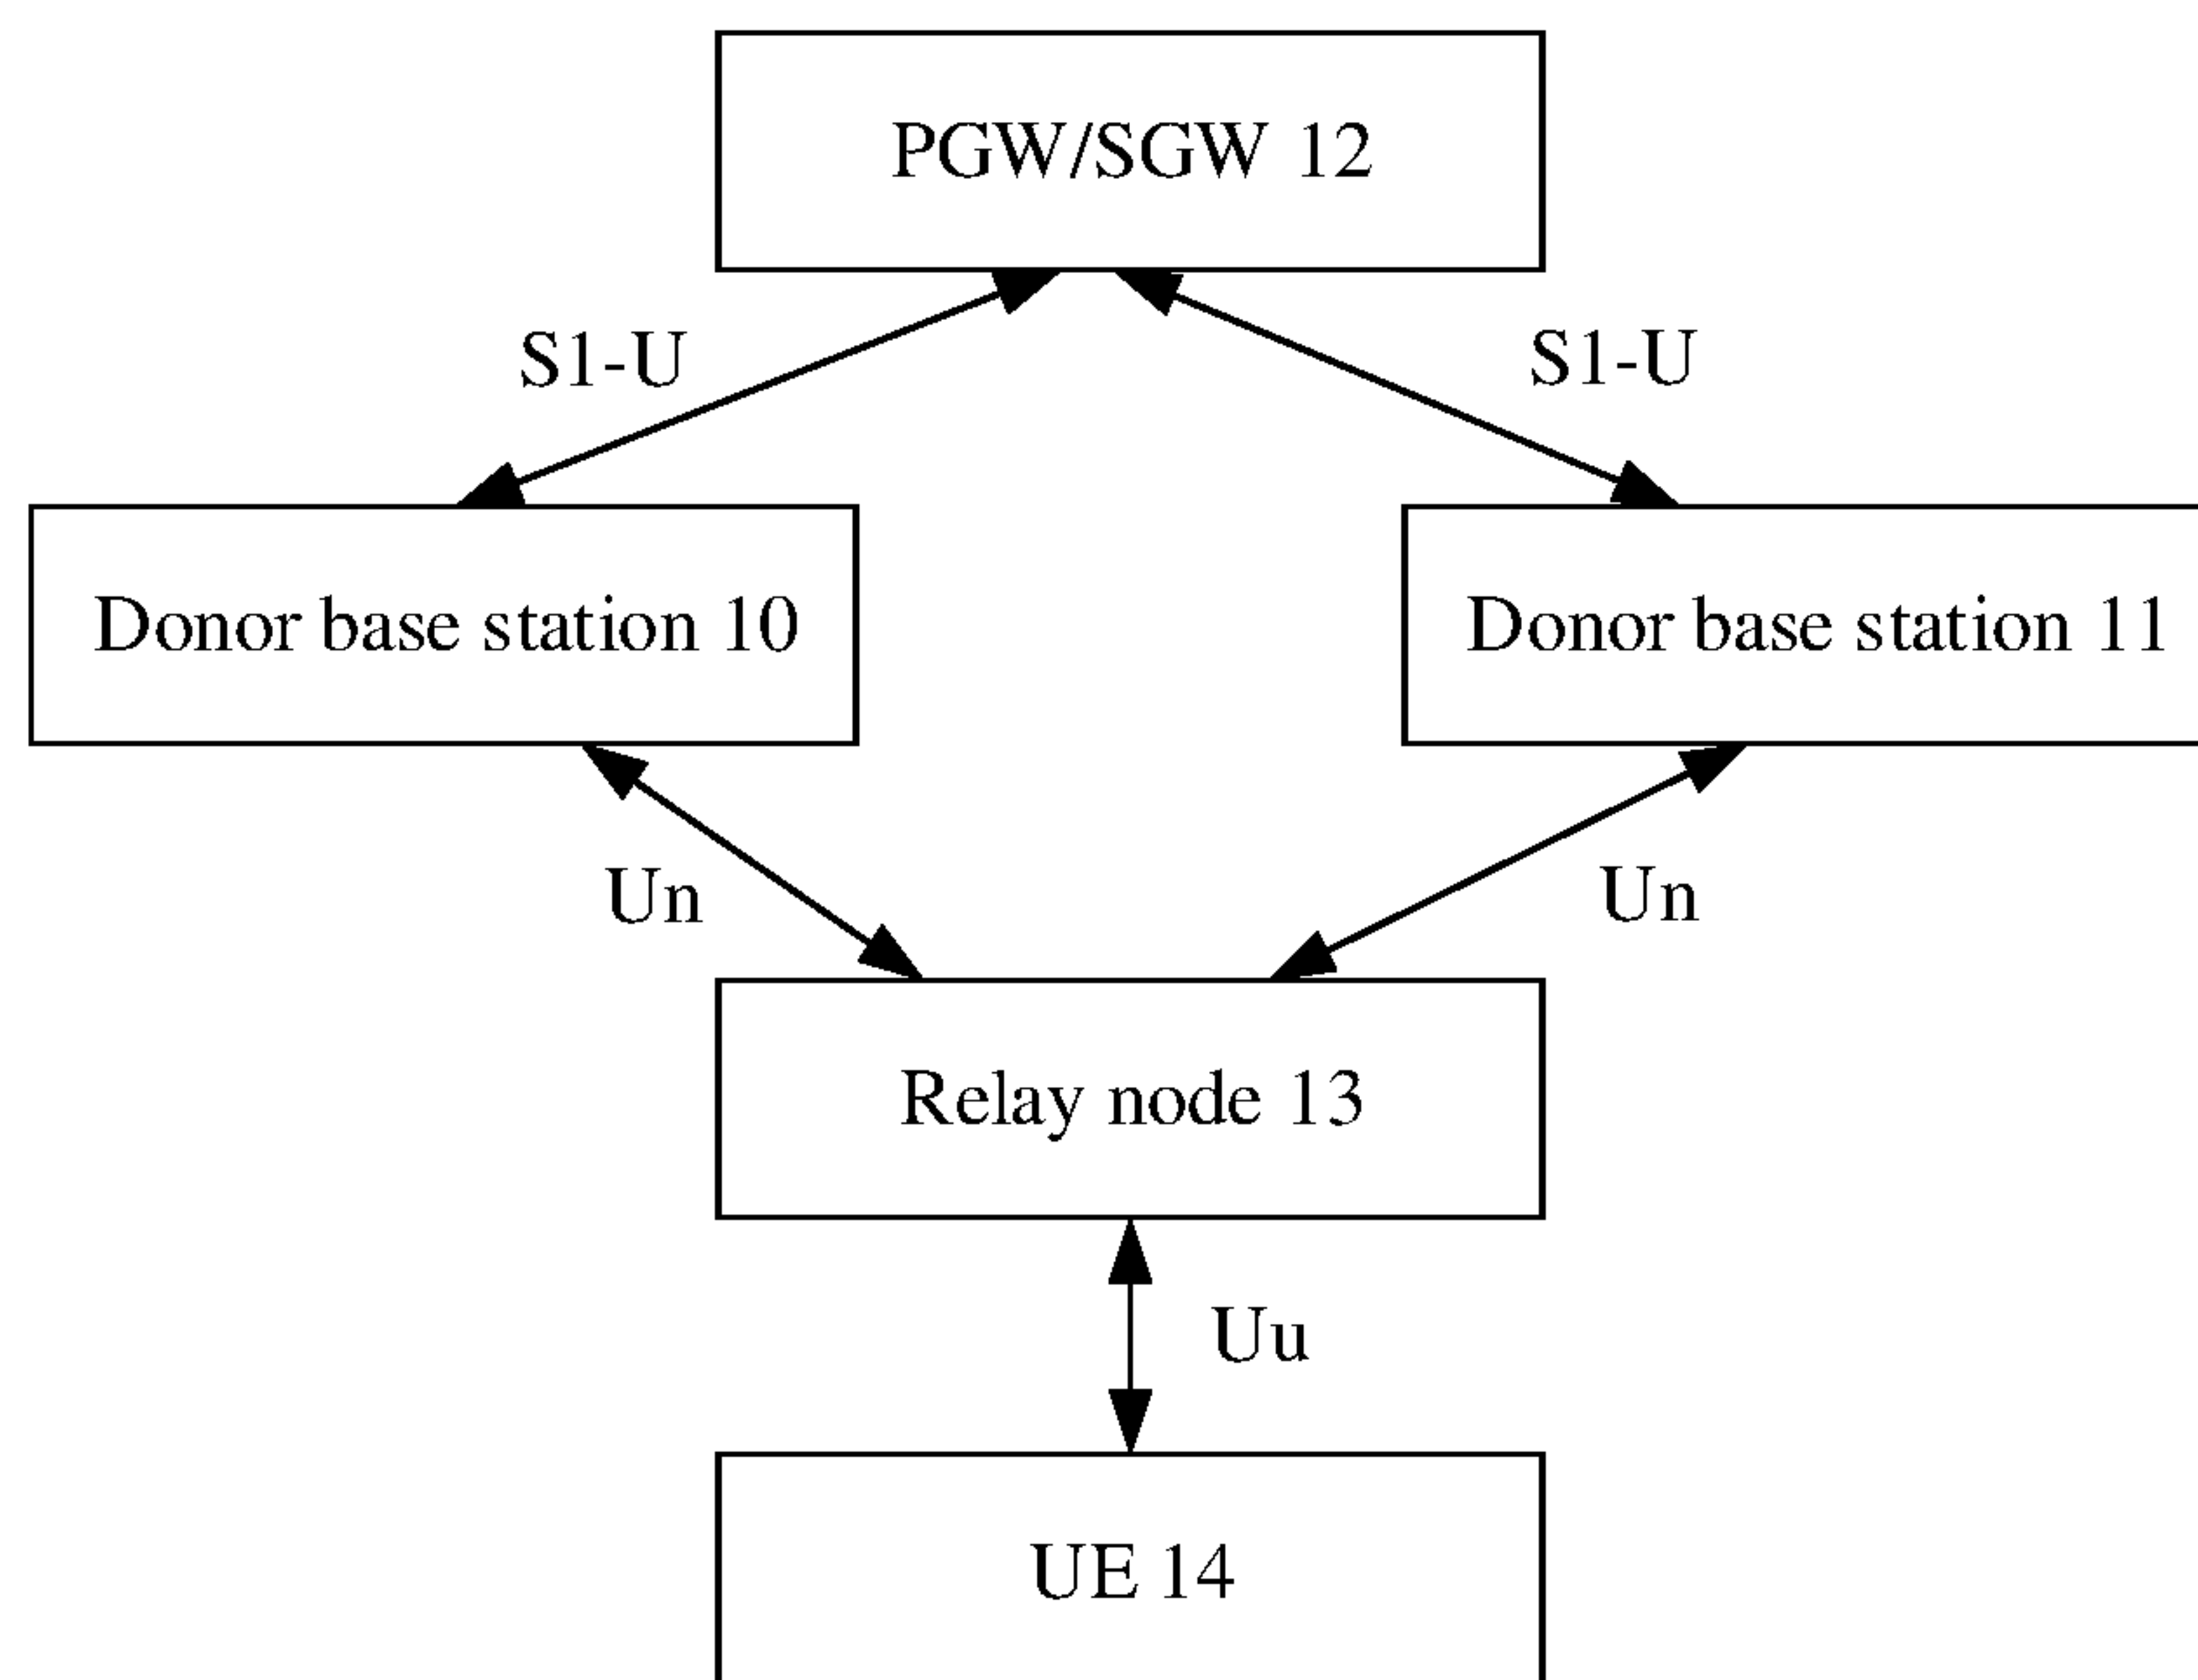 PGW/SGW 12
S1-U
S1-U
Donor base station 10
Donor base station 11
Un
Un
Relay node 13
Uu
UE 14